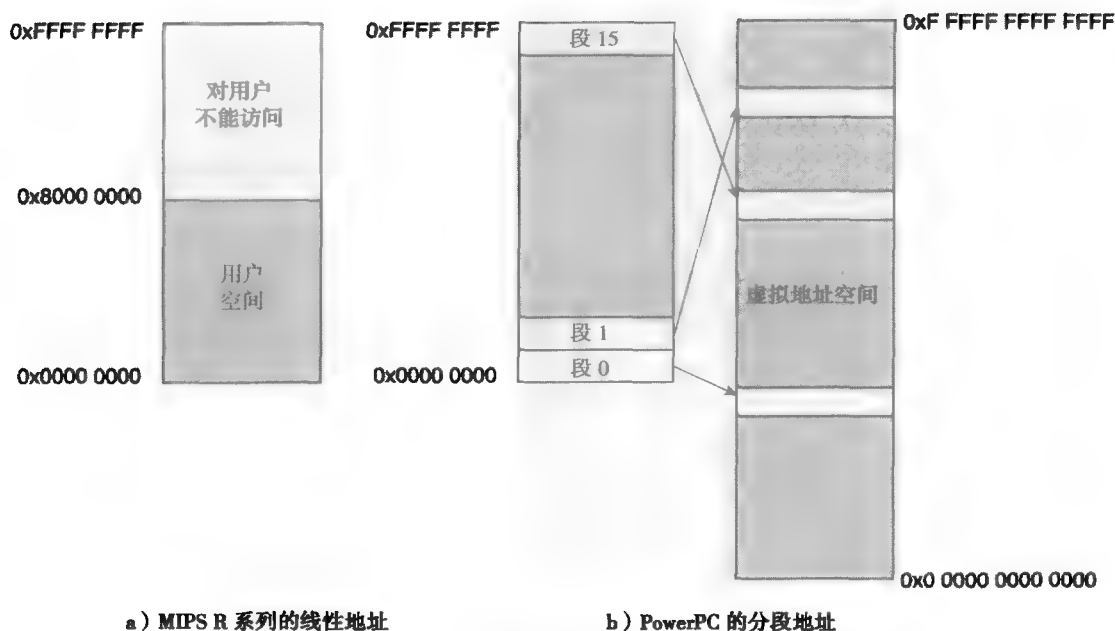 0xFFFF FFFF
对用户
不能访问
0x8000 0000
用户
空间
0x0000 0000
a）MIPS R 系列的线性地址
0xFFFF FFFF
段 15
段 1
段 0
0x0000 0000
0xF FFFF FFFF FFFF
虚拟地址空间
0x0 0000 0000 0000
b）PowerPC 的分段地址